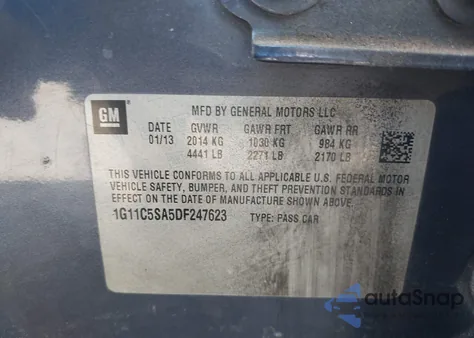 GM
MFD BY GENERAL MOTORS LLC
DATE GVWR GAWR FRT GAWR RR
01/13 2014 KG 1030 KG 984 KG
4441 LB 2271 LB 2170 LB
THIS VEHICLE CONFORMS TO ALL APPLICABLE U.S. FEDERAL MOTOR
VEHICLE SAFETY, BUMPER, AND THEFT PREVENTION STANDARDS
IN EFFECT ON THE DATE OF MANUFACTURE SHOWN ABOVE.
1G11C5SA5DF247623 TYPE: PASS CAR
autoSnap